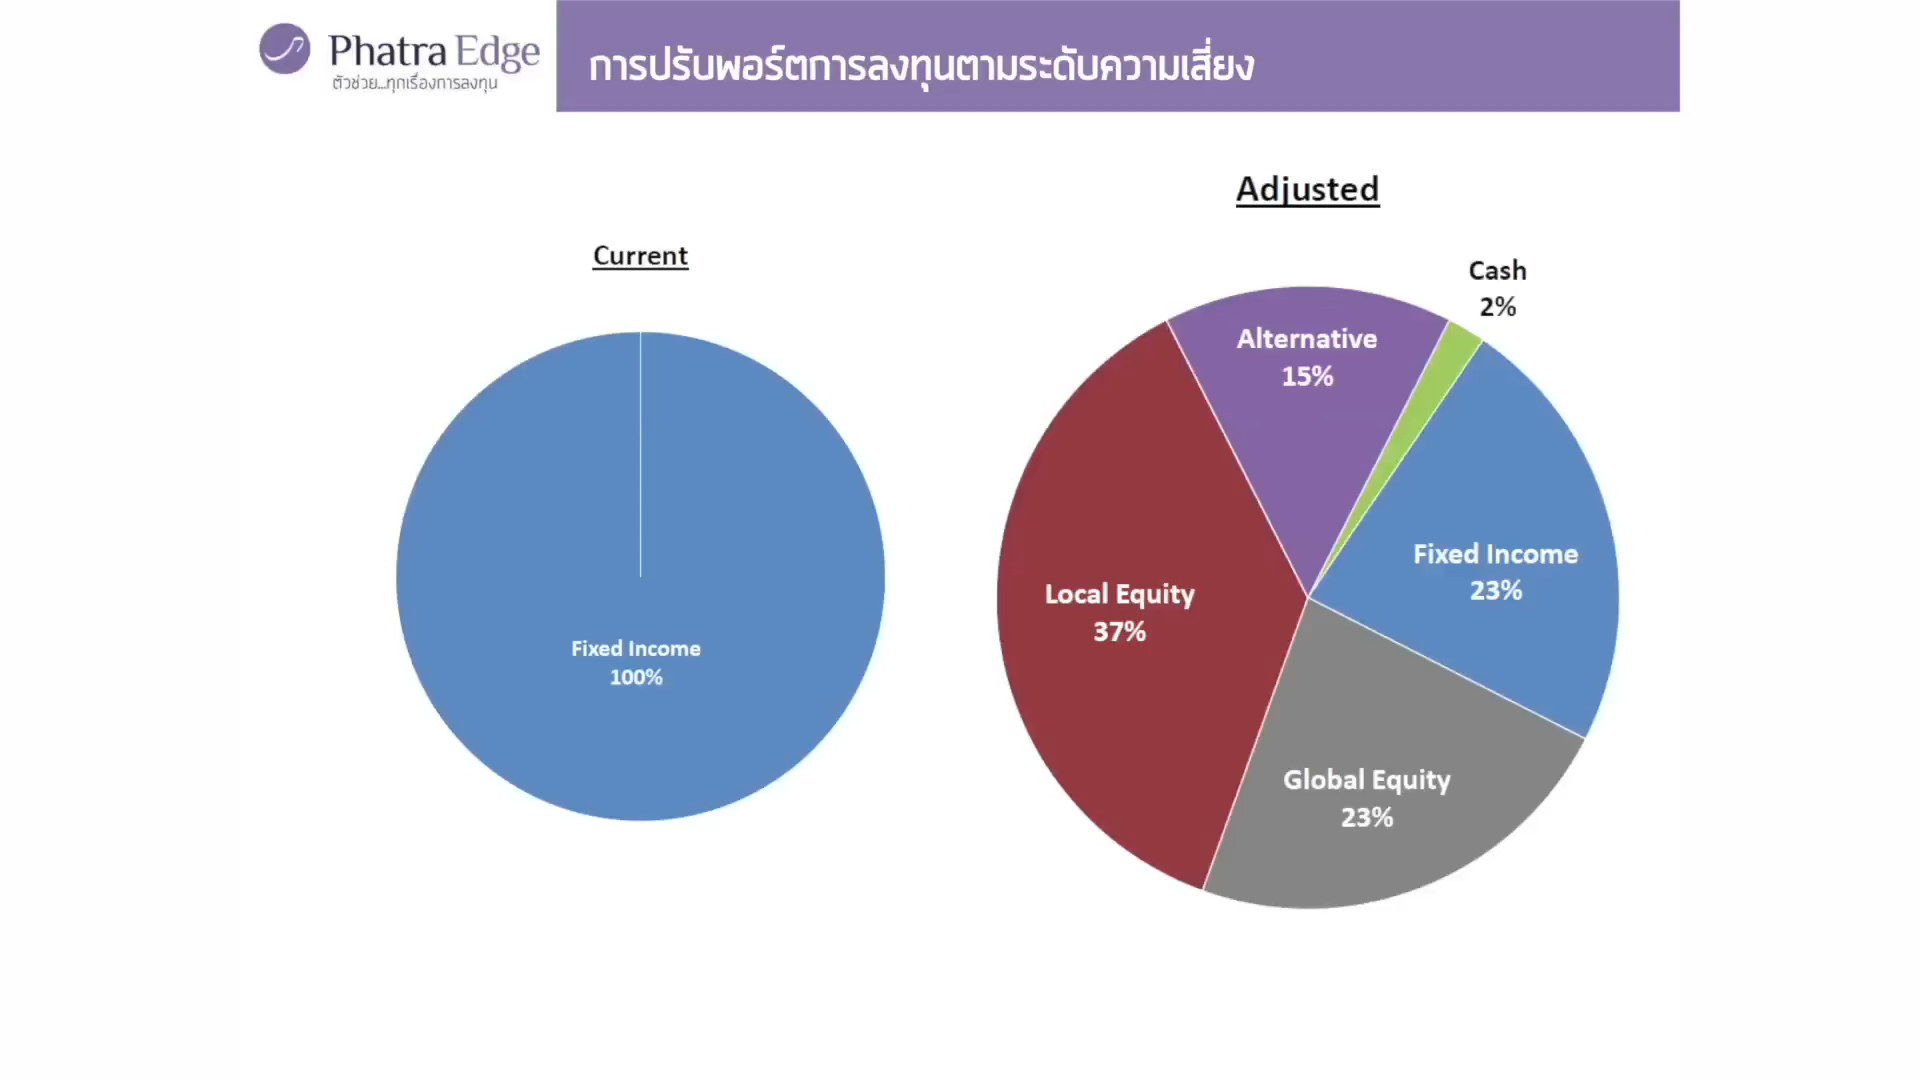 Phatra Edge
ตัวช่วย...ทุกเรื่องการลงทุน
การปรับพอร์ตการลงทุนตามระดับความเสี่ยง
Current
Fixed Income
100%
Adjusted
Cash
2%
Alternative
15%
Fixed Income
23%
Local Equity
37%
Global Equity
23%